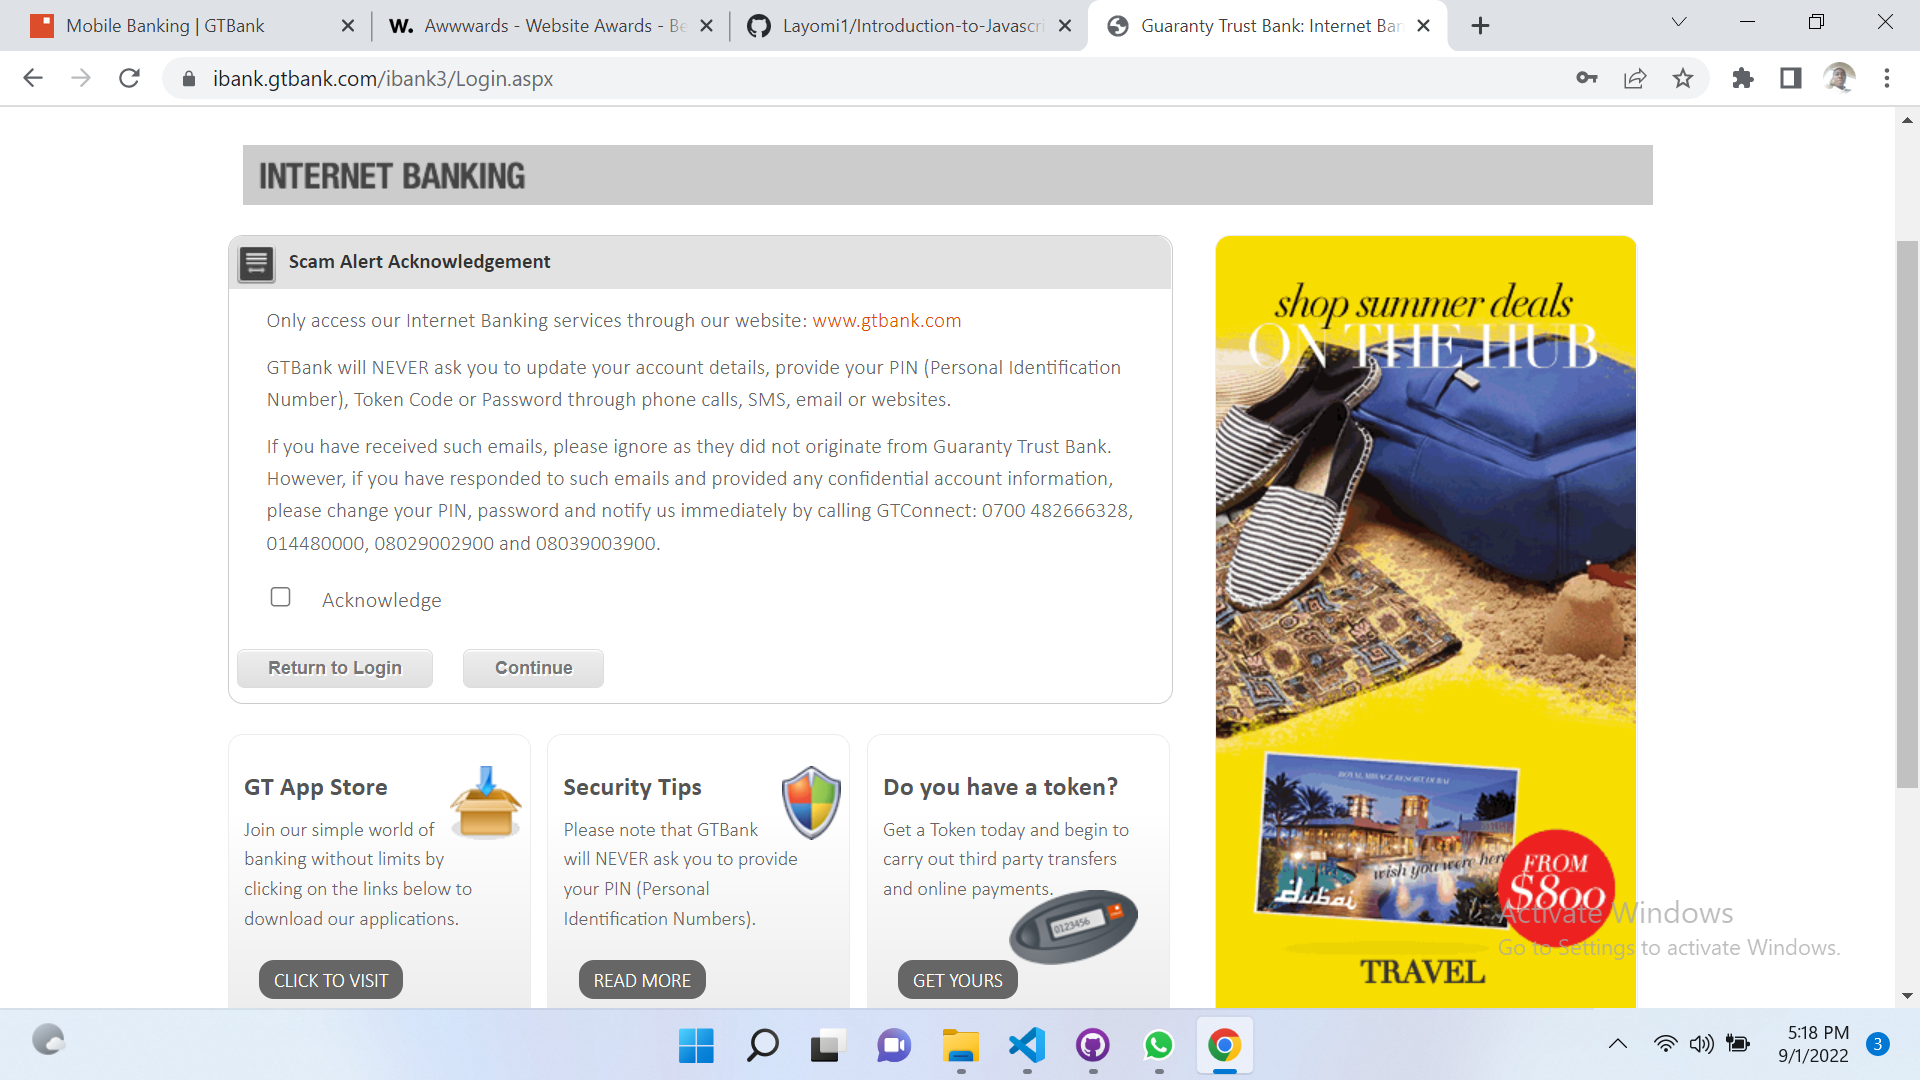 Mobile Banking | GTBank
W. Awwwards - Website Awards - Be
Layomi1/Introduction-to-Javascri
Guaranty Trust Bank: Internet Ban
ibank.gtbank.com/ibank3/Login.aspx
INTERNET BANKING
Scam Alert Acknowledgement
Only access our Internet Banking services through our website: www.gtbank.com
GTBank will NEVER ask you to update your account details, provide your PIN (Personal Identification
Number), Token Code or Password through phone calls, SMS, email or websites.
If you have received such emails, please ignore as they did not originate from Guaranty Trust Bank.
However, if you have responded to such emails and provided any confidential account information,
please change your PIN, password and notify us immediately by calling GTConnect: 0700 482666328,
014480000, 08029002900 and 08039003900.
Acknowledge
Return to Login
Continue
GT App Store
Join our simple world of
banking without limits by
clicking on the links below to
download our applications.
CLICK TO VISIT
Security Tips
Please note that GTBank
will NEVER ask you to provide
your PIN (Personal
Identification Numbers).
READ MORE
Do you have a token?
Get a Token today and begin to
carry out third party transfers
and online payments.
0123456
GET YOURS
shop summer deals
ON THE HUB
ROYAL MIRAGE RESORT DUBAI
wish you were here
dubai
FROM
$800
TRAVEL
Activate Windows
Go to Settings to activate Windows.
5:18 PM
9/1/2022
3